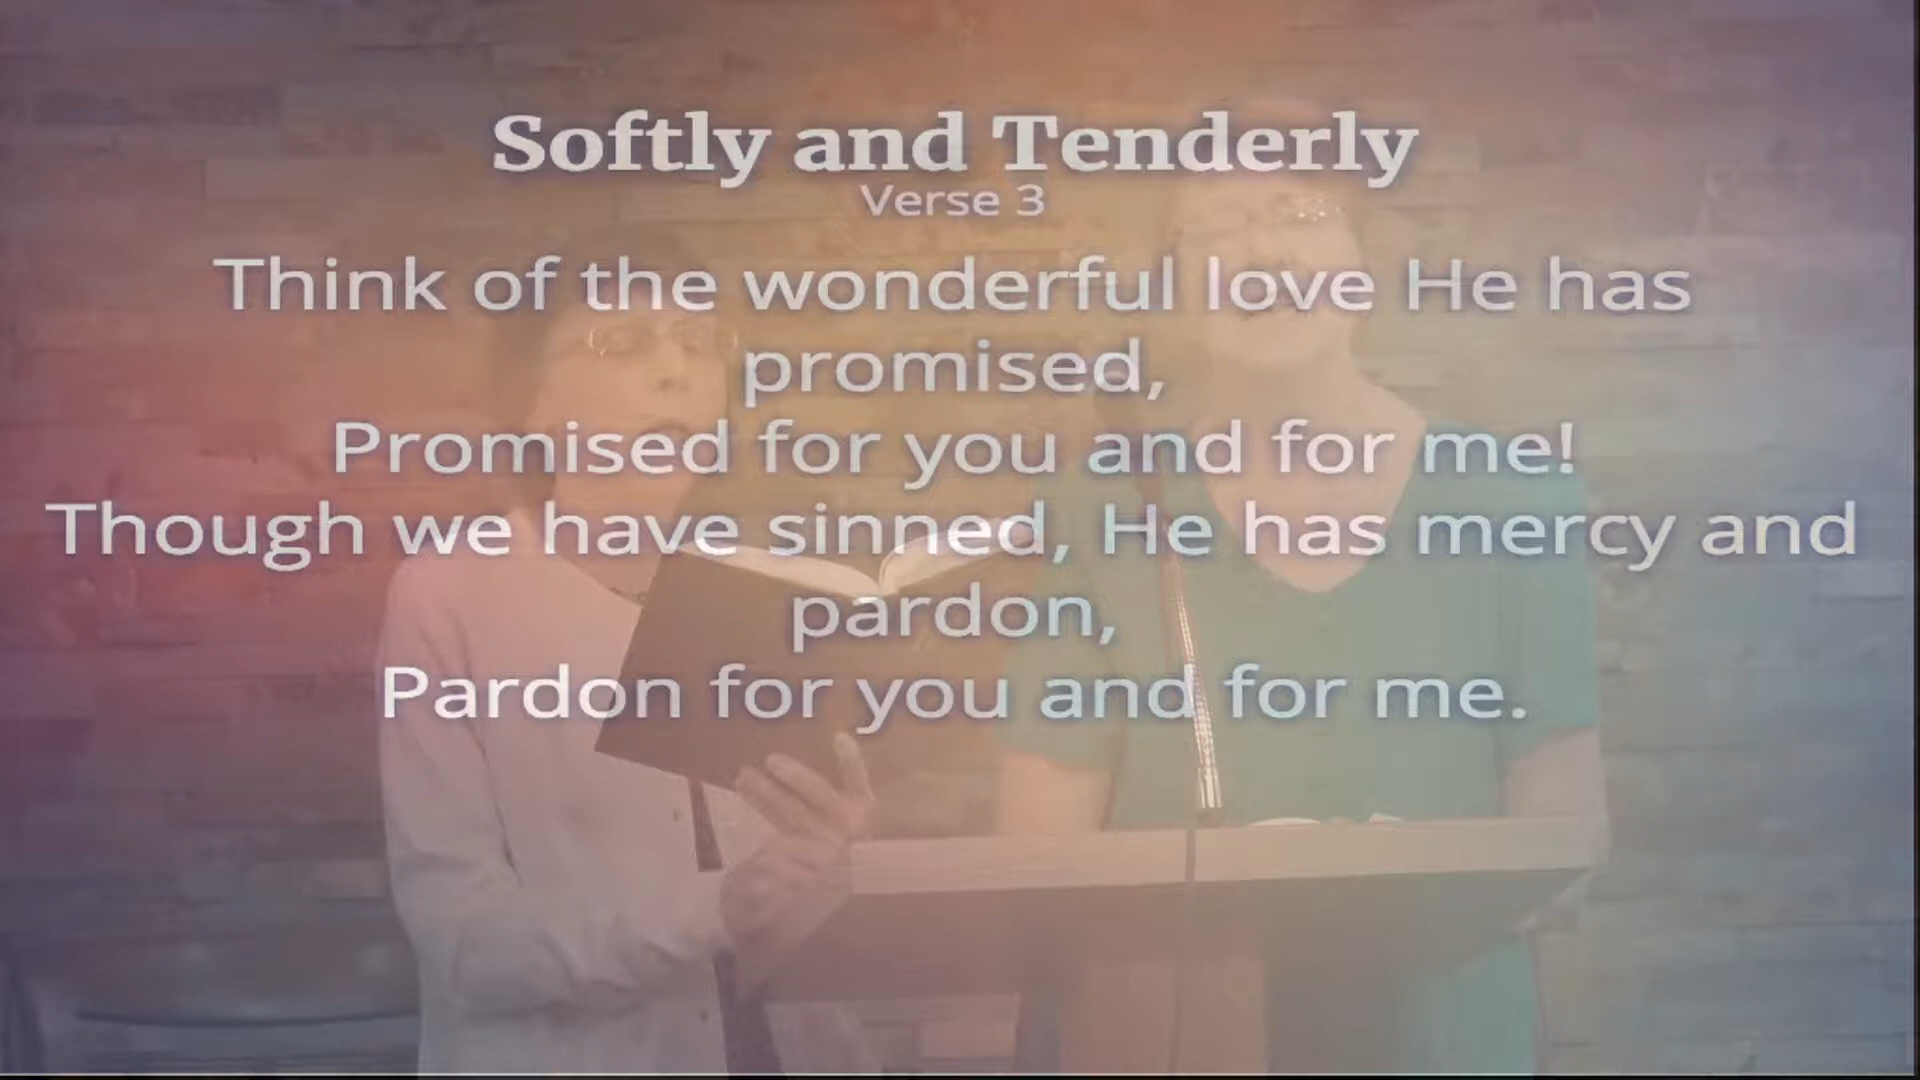 Softly and Tenderly
Verse 3
Think of the wonderful love He has
promised,
Promised for you and for me!
Though we have sinned, He has mercy and
pardon,
Pardon for you and for me.